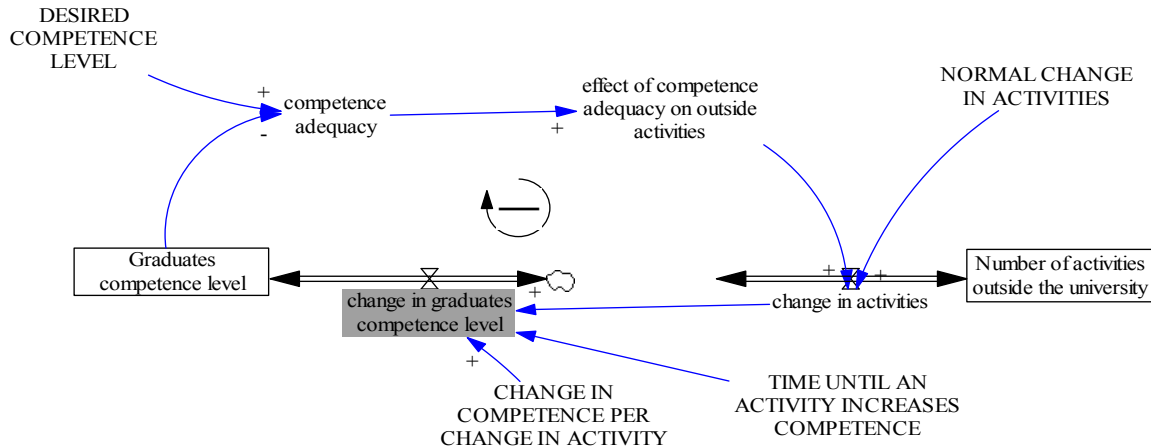 DESIRED
COMPETENCE
LEVEL
+
-
competence
adequacy
+
effect of competence
adequacy on outside
activities
NORMAL CHANGE
IN ACTIVITIES
Graduates
competence level
+
change in graduates
competence level
+
+
change in activities
Number of activities
outside the university
+
CHANGE IN
COMPETENCE PER
CHANGE IN ACTIVITY
TIME UNTIL AN
ACTIVITY INCREASES
COMPETENCE